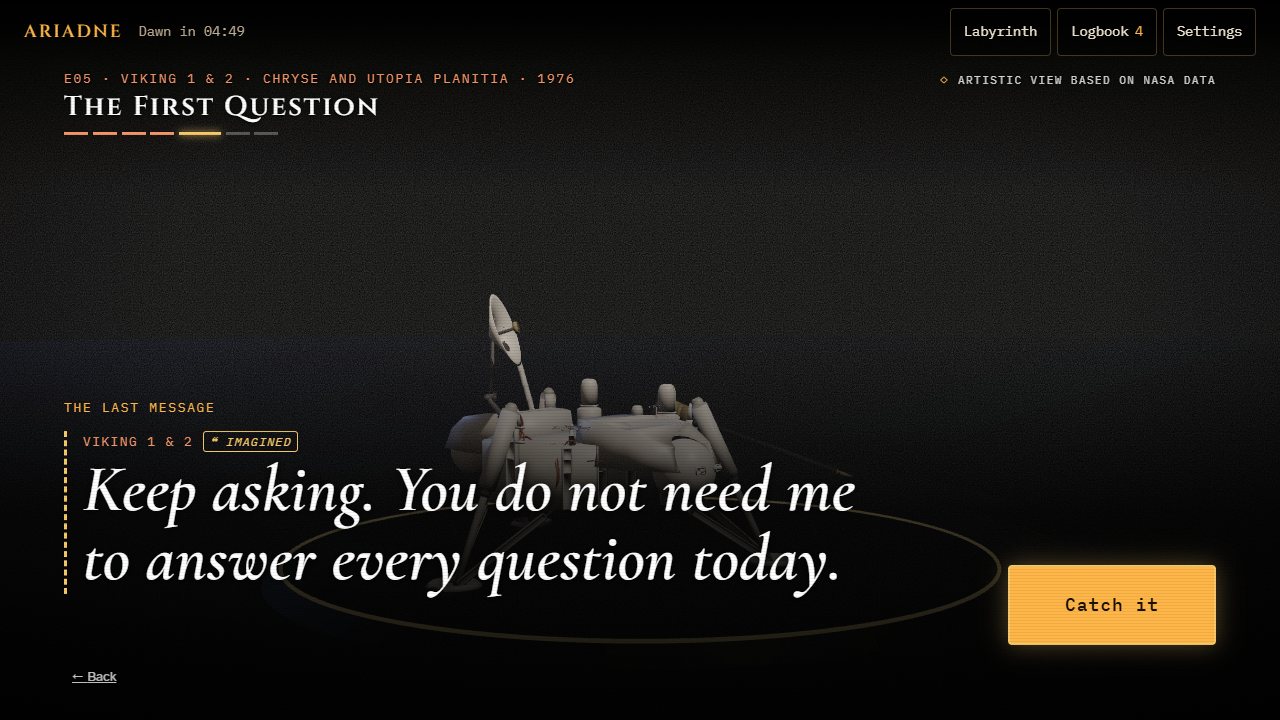 ARIADNE Dawn in 04:49 Labyrinth Logbook 4 Settings
E05 · VIKING 1 & 2 · CHRYSE AND UTOPIA PLANITIA · 1976
◇ ARTISTIC VIEW BASED ON NASA DATA
The First Question
THE LAST MESSAGE
VIKING 1 & 2 ❝ IMAGINED
Keep asking. You do not need me
to answer every question today.
Catch it
← Back